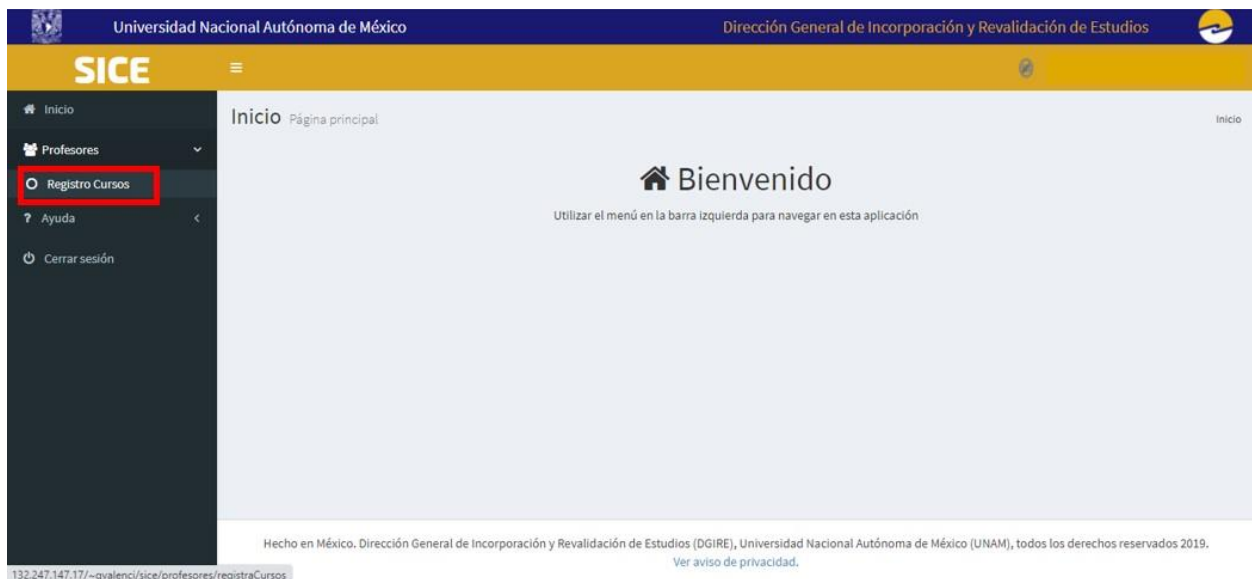 Universidad Nacional Autónoma de México
Dirección General de Incorporación y Revalidación de Estudios
SICE
Inicio
Profesores
Registro Cursos
? Ayuda
Cerrar sesión
Inicio Página principal
Inicio
Bienvenido
Utilizar el menú en la barra izquierda para navegar en esta aplicación
Hecho en México. Dirección General de Incorporación y Revalidación de Estudios (DGIRE), Universidad Nacional Autónoma de México (UNAM), todos los derechos reservados 2019.
Ver aviso de privacidad.
132.247.147.17/~gvalenci/sice/profesores/registraCursos